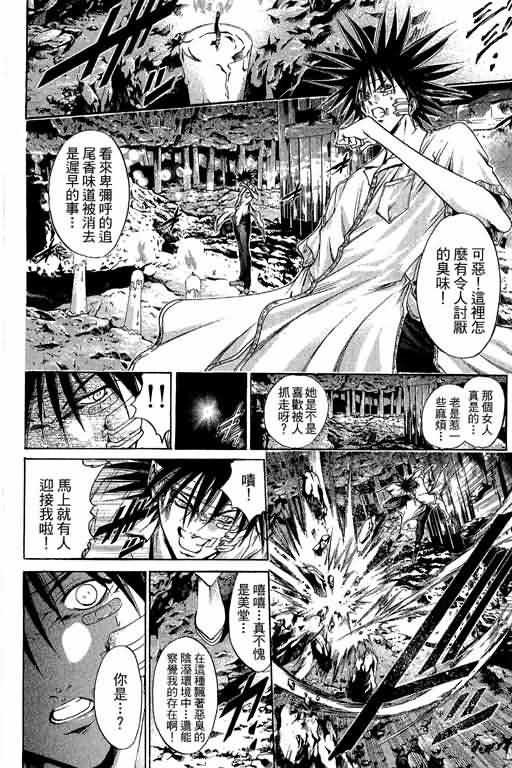 可惡！這裡怎
麼有令人討厭
的臭味！
看來卑彌呼的追
尾香味道被消去
是遲早的事…
那個女人
真是的…
老是惹一
些麻煩…
她是不是
喜歡被人
抓走呀？
!!
嘖！
馬上就有人
迎接我啦！
嘻嘻…真不愧
是美堂…
在這種飄著惡臭的
陰溼環境中…還能
察覺我的存在啊！
你是…？